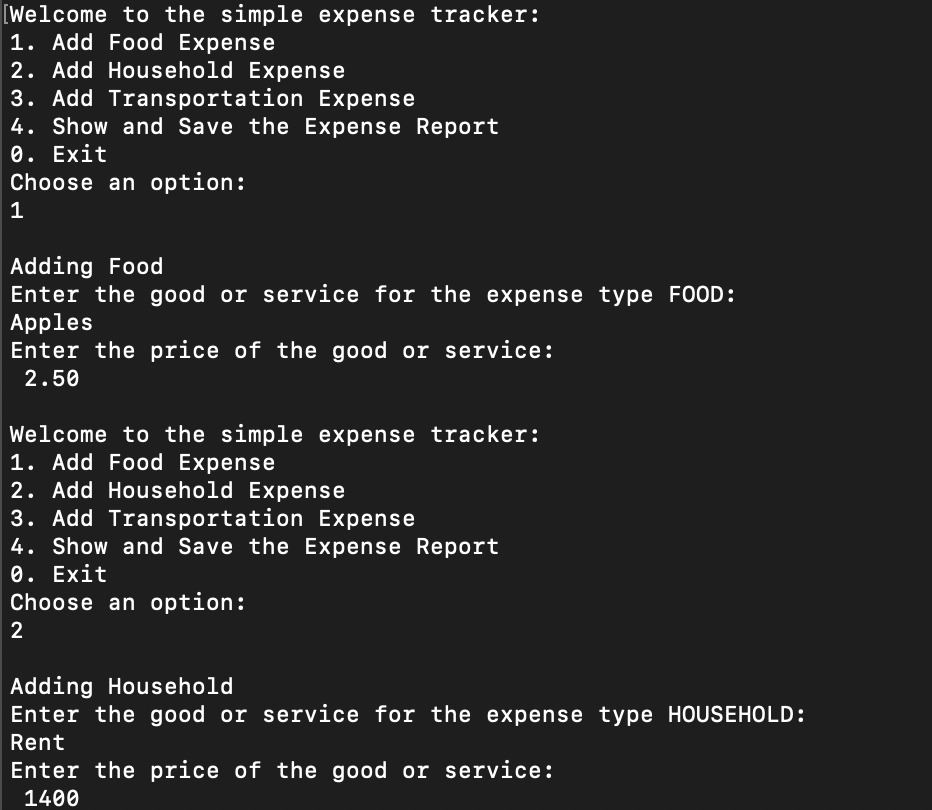 Welcome to the simple expense tracker:
1. Add Food Expense
2. Add Household Expense
3. Add Transportation Expense
4. Show and Save the Expense Report
0. Exit
Choose an option:
1
Adding Food
Enter the good or service for the expense type FOOD:
Apples
Enter the price of the good or service:
2.50
Welcome to the simple expense tracker:
1. Add Food Expense
2. Add Household Expense
3. Add Transportation Expense
4. Show and Save the Expense Report
0. Exit
Choose an option:
2
Adding Household
Enter the good or service for the expense type HOUSEHOLD:
Rent
Enter the price of the good or service:
1400